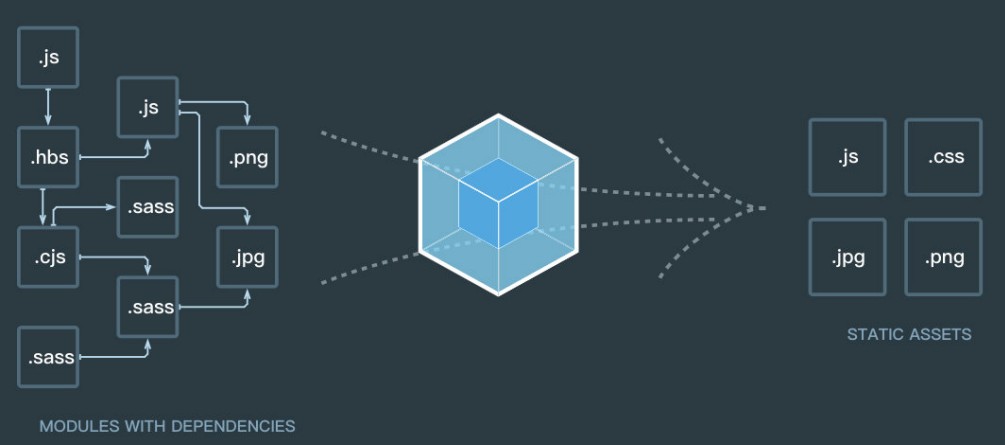 .js
.js
.hbs
.png
.sass
.cjs
.jpg
.sass
.sass
MODULES WITH DEPENDENCIES
.js
.css
.jpg
.png
STATIC ASSETS